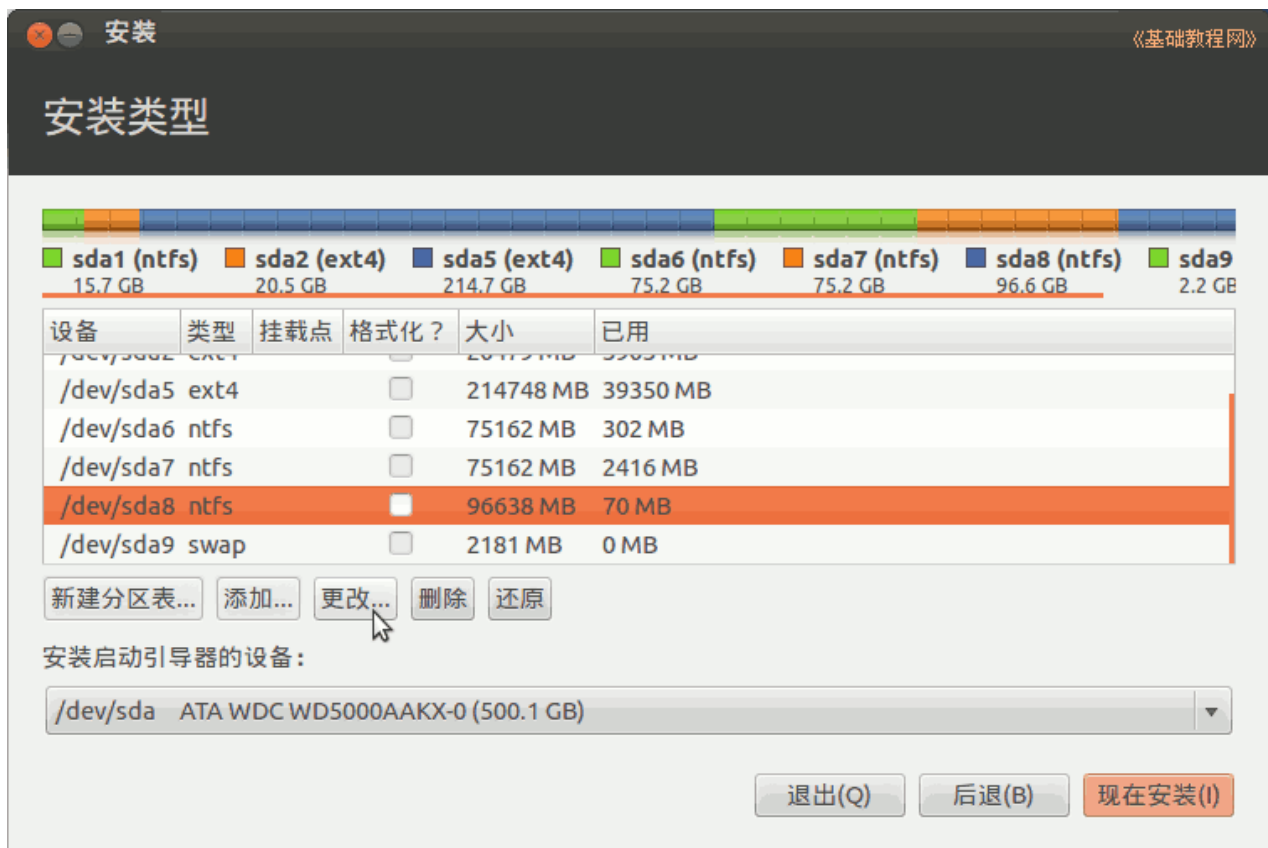 安装
《基础教程网》
安装类型
sda1 (ntfs) sda2 (ext4) sda5 (ext4) sda6 (ntfs) sda7 (ntfs) sda8 (ntfs) sda9
15.7 GB 20.5 GB 214.7 GB 75.2 GB 75.2 GB 96.6 GB 2.2 GB
设备 类型 挂载点 格式化？ 大小 已用
/dev/sda5 ext4 214748 MB 39350 MB
/dev/sda6 ntfs 75162 MB 302 MB
/dev/sda7 ntfs 75162 MB 2416 MB
/dev/sda8 ntfs 96638 MB 70 MB
/dev/sda9 swap 2181 MB 0 MB
新建分区表... 添加... 更改... 删除 还原
安装启动引导器的设备：
/dev/sda ATA WDC WD5000AAKX-0 (500.1 GB)
退出(Q) 后退(B) 现在安装(I)